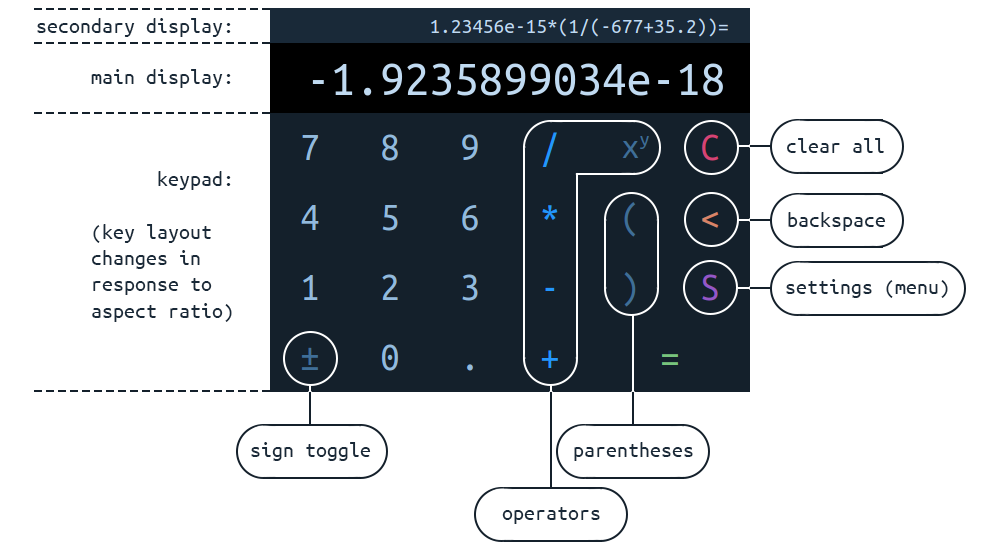 secondary display:
1.23456e-15*(1/(-677+35.2))=
main display:
-1.9235899034e-18
7 8 9 / xʸ C
clear all
keypad:
(key layout
changes in
response to
aspect ratio)
4 5 6 * ( <
backspace
1 2 3 - ) S
settings (menu)
± 0 . + =
sign toggle
parentheses
operators